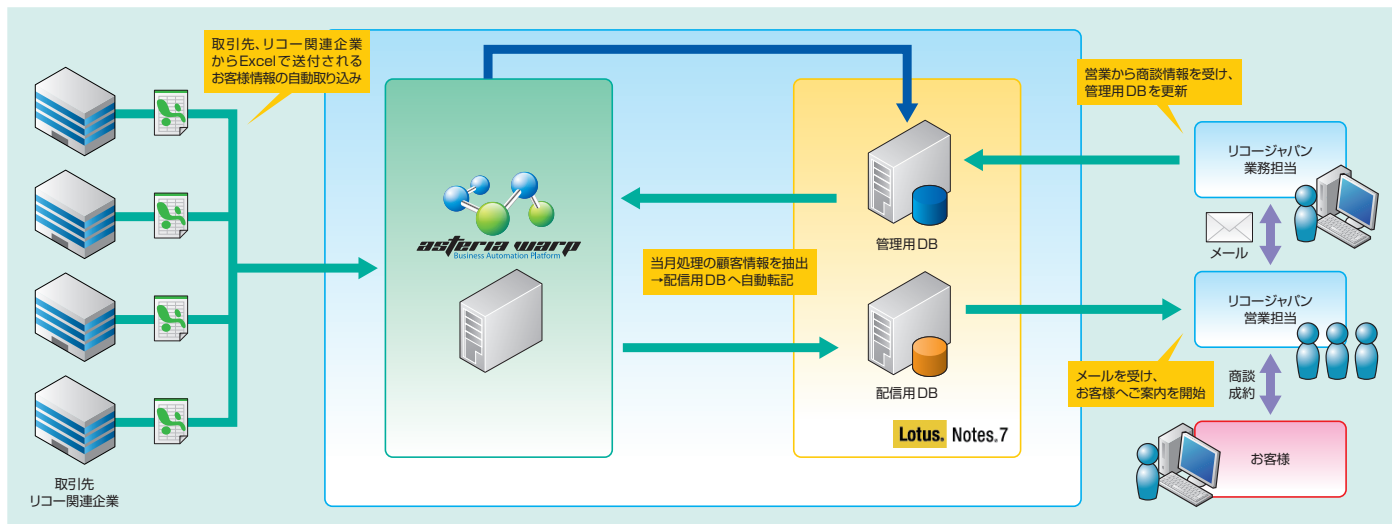 取引先、リコー関連企業
からExcelで送付される
お客様情報の自動取り込み
取引先
リコー関連企業
asteria warp
Business Automation Platform
当月処理の顧客情報を抽出
→配信用DBへ自動転記
管理用DB
配信用DB
Lotus. Notes.7
営業から商談情報を受け、
管理用DBを更新
リコージャパン
業務担当
メール
リコージャパン
営業担当
メールを受け、
お客様へご案内を開始
商談
成約
お客様